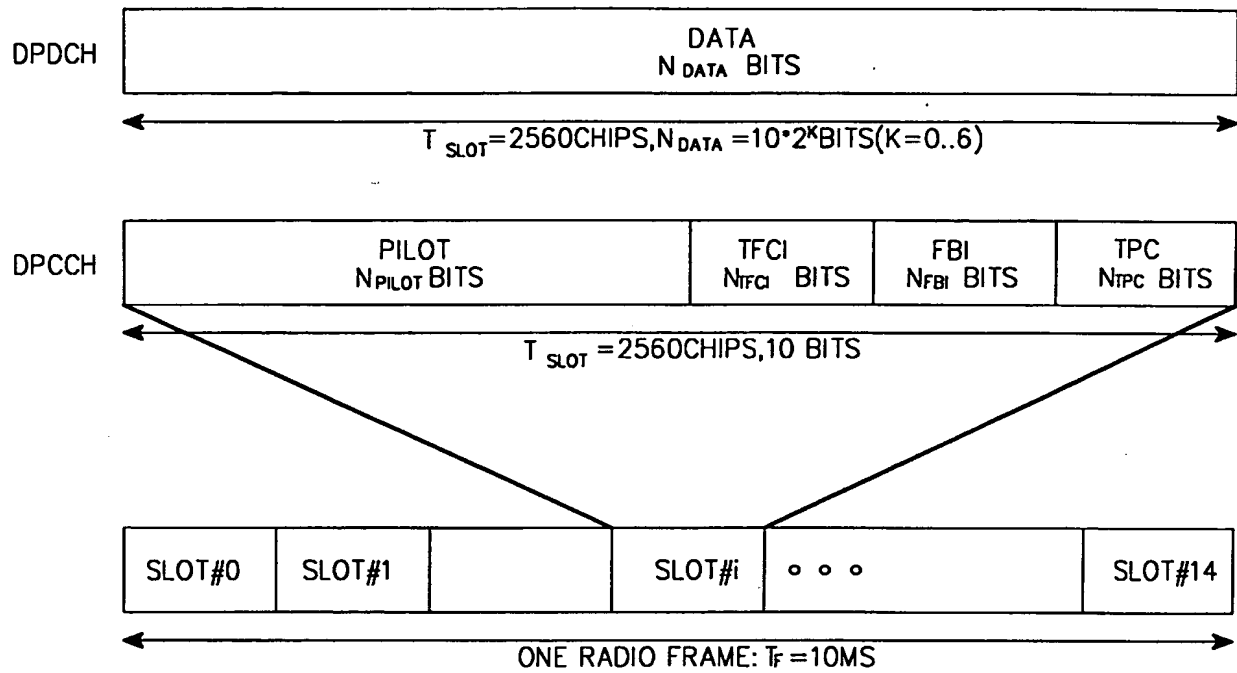 DPDCH
DATA
N DATA BITS
T SLOT=2560CHIPS,N DATA =10*2ᴷBITS(K=0..6)
DPCCH
PILOT
N PILOT BITS
TFCI
N TFCI BITS
FBI
N FBI BITS
TPC
N TPC BITS
T SLOT =2560CHIPS,10 BITS
SLOT#0
SLOT#1
SLOT#i
SLOT#14
ONE RADIO FRAME: TF=10MS